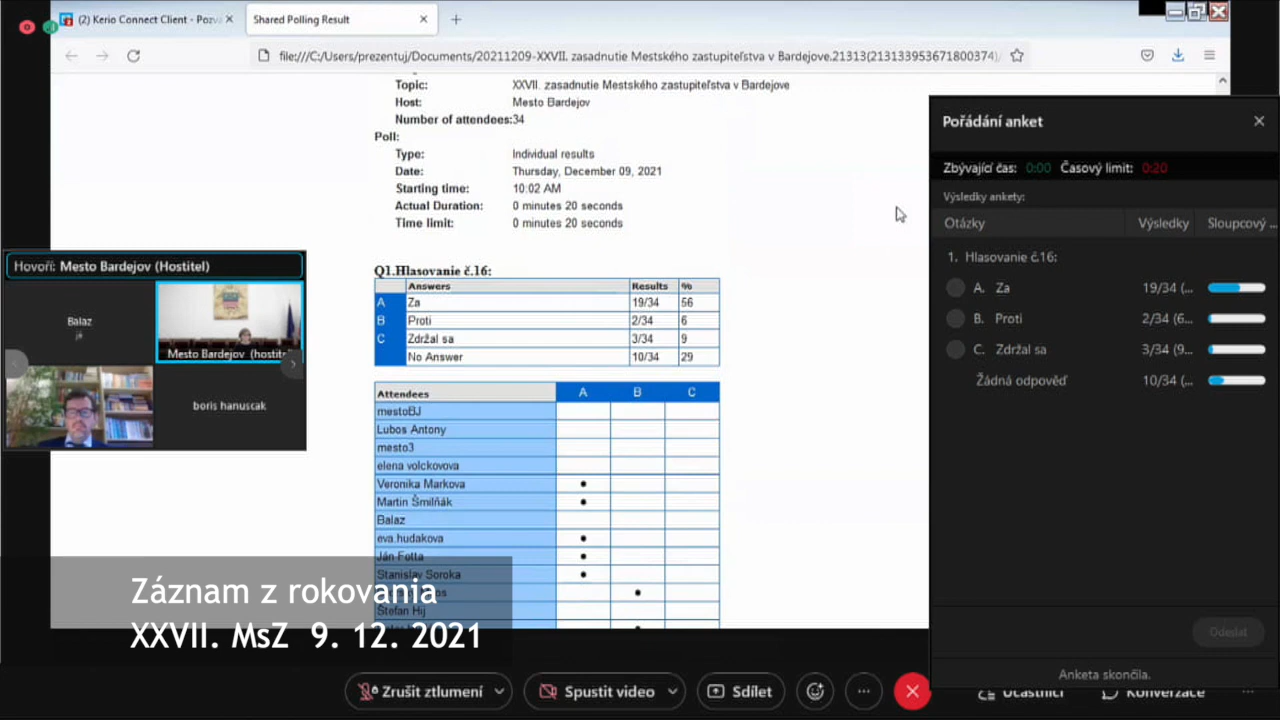 (2) Kerio Connect Client - Pozva
Shared Polling Result
file:///C:/Users/prezentuj/Documents/20211209-XXVII. zasadnutie Mestského zastupiteľstva v Bardejove.21313(213133953671800374)/
Topic: XXVII. zasadnutie Mestského zastupiteľstva v Bardejove
Host: Mesto Bardejov
Number of attendees:34
Poll:
Type: Individual results
Date: Thursday, December 09, 2021
Starting time: 10:02 AM
Actual Duration: 0 minutes 20 seconds
Time limit: 0 minutes 20 seconds
Q1.Hlasovanie č.16:
Answers Results %
A Za 19/34 56
B Proti 2/34 6
C Zdržal sa 3/34 9
No Answer 10/34 29
Attendees A B C
mestoBJ
Lubos Antony
mesto3
elena volckovova
Veronika Markova
Martin Šmilňák
Balaz
eva.hudakova
Ján Fotta
Stanislav Soroka
Štefan Hij
Hovoří: Mesto Bardejov (Hostitel)
Balaz
Mesto Bardejov (hostite
boris hanuscak
Pořádání anket
Zbývající čas: 0:00 Časový limit: 0:20
Výsledky ankety:
Otázky Výsledky Sloupcový ...
1. Hlasovanie č.16:
A. Za 19/34 (...
B. Proti 2/34 (6...
C. Zdržal sa 3/34 (9...
Žádná odpověď 10/34 (...
Odeslat
Anketa skončila.
Záznam z rokovania
XXVII. MsZ 9. 12. 2021
Zrušit ztlumení
Spustit video
Sdílet
Účastníci
Konverzace